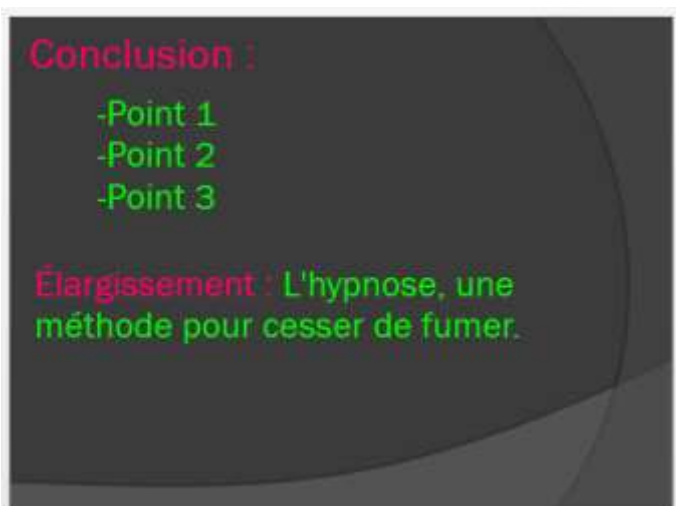 Conclusion :
-Point 1
-Point 2
-Point 3
Élargissement : L'hypnose, une
méthode pour cesser de fumer.